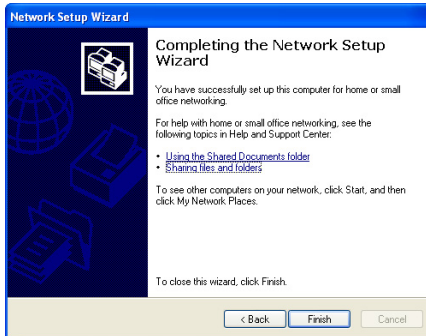 Network Setup Wizard
Completing the Network Setup
Wizard
You have successfully set up this computer for home or small
office networking.
For help with home or small office networking, see the
following topics in Help and Support Center:
• Using the Shared Documents folder
• Sharing files and folders
To see other computers on your network, click Start, and then
click My Network Places.
To close this wizard, click Finish.
< Back
Finish
Cancel